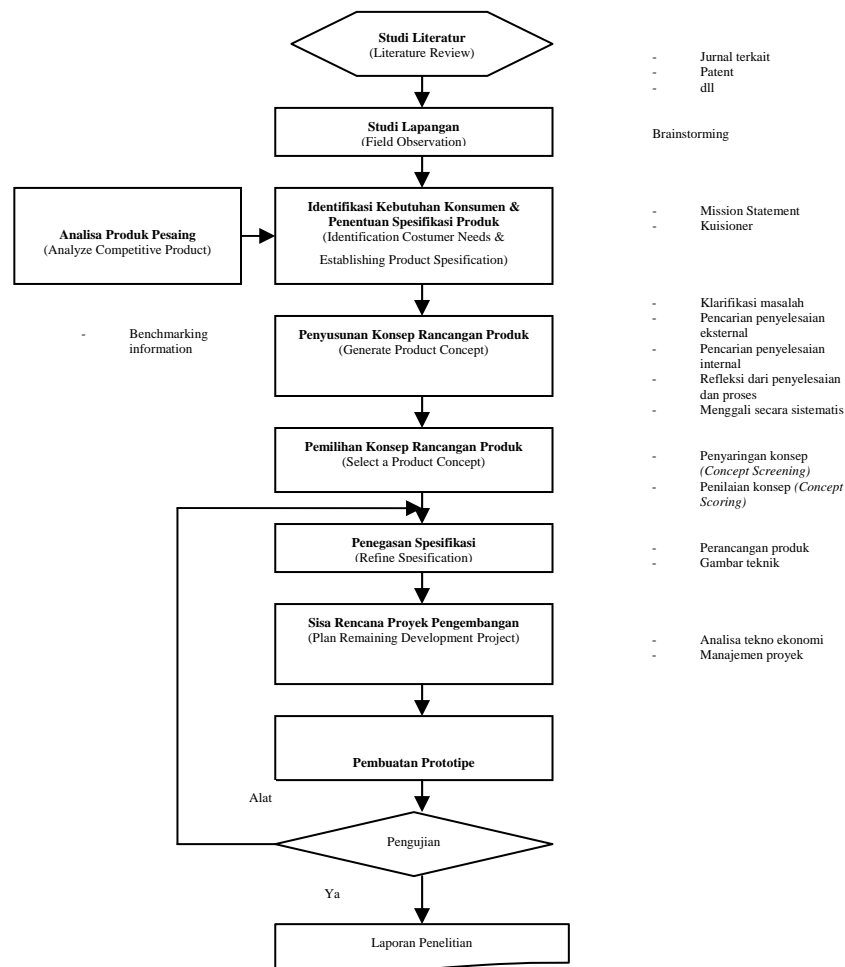 Studi Literatur
(Literature Review)
- Jurnal terkait
- Patent
- dll
Studi Lapangan
(Field Observation)
Brainstorming
Analisa Produk Pesaing
(Analyze Competitive Product)
Identifikasi Kebutuhan Konsumen &
Penentuan Spesifikasi Produk
(Identification Costumer Needs &
Establishing Product Spesification)
- Mission Statement
- Kuisioner
- Benchmarking
information
Penyusunan Konsep Rancangan Produk
(Generate Product Concept)
- Klarifikasi masalah
- Pencarian penyelesaian
eksternal
- Pencarian penyelesaian
internal
- Refleksi dari penyelesaian
dan proses
- Menggali secara sistematis
Pemilihan Konsep Rancangan Produk
(Select a Product Concept)
- Penyaringan konsep
(Concept Screening)
- Penilaian konsep (Concept
Scoring)
Penegasan Spesifikasi
(Refine Spesification)
- Perancangan produk
- Gambar teknik
Sisa Rencana Proyek Pengembangan
(Plan Remaining Development Project)
- Analisa tekno ekonomi
- Manajemen proyek
Pembuatan Prototipe
Alat
Pengujian
Ya
Laporan Penelitian